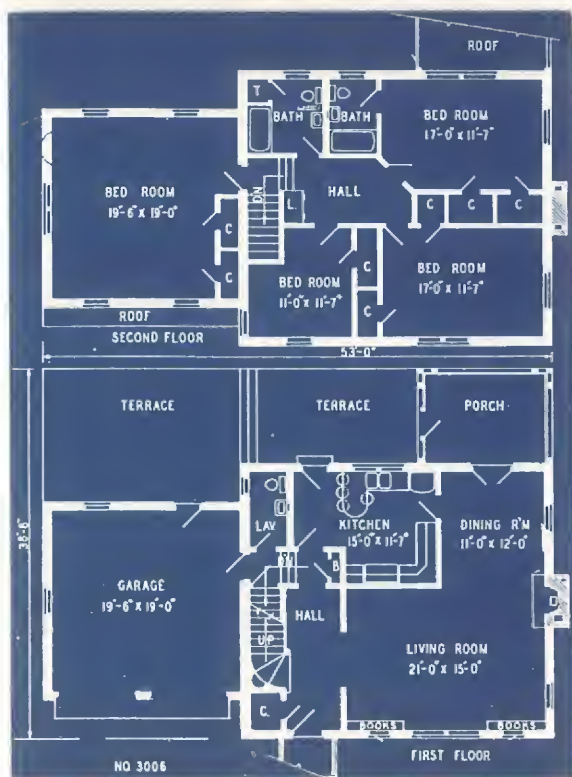 ROOF
T
BATH
BATH
BED ROOM
17'-0" X 11'-7"
BED ROOM
19'-6" X 19'-0"
DN
HALL
L
C
C
C
C
C
BED ROOM
11'-0" X 11'-7"
C
C
BED ROOM
17'-0" X 11'-7"
ROOF
SECOND FLOOR
53'-0"
TERRACE
TERRACE
PORCH
38'-6"
LAV.
KITCHEN
15'-0" X 11'-7"
DINING R'M
11'-0" X 12'-0"
GARAGE
19'-6" X 19'-0"
DN
B
HALL
UP
LIVING ROOM
21'-0" X 15'-0"
C
BOOKS
BOOKS
NO 3006
FIRST FLOOR